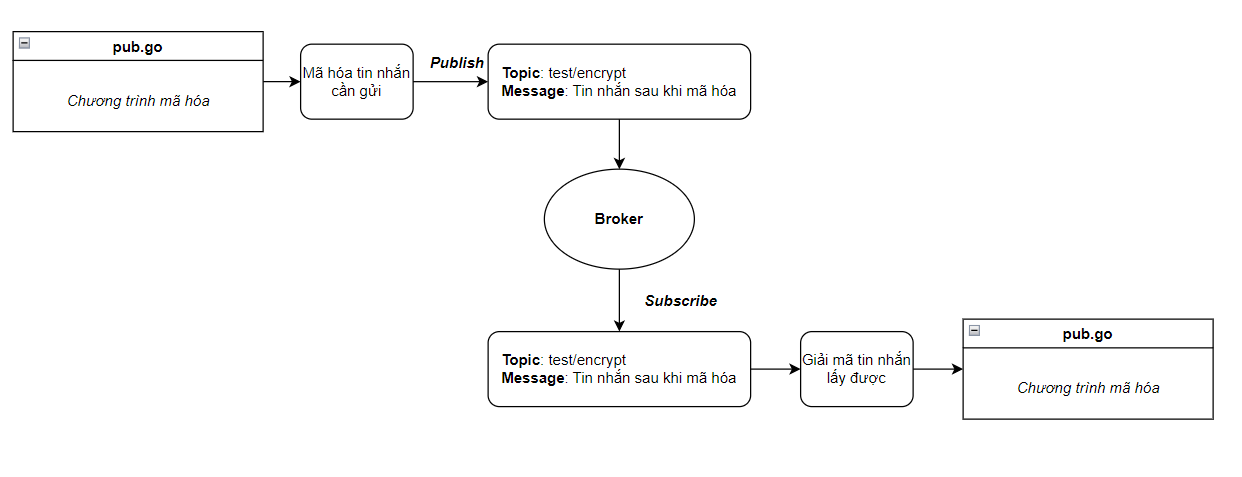 pub.go
Chương trình mã hóa
Mã hóa tin nhắn
cần gửi
Publish
Topic: test/encrypt
Message: Tin nhắn sau khi mã hóa
Broker
Subscribe
Topic: test/encrypt
Message: Tin nhắn sau khi mã hóa
Giải mã tin nhắn
lấy được
pub.go
Chương trình mã hóa